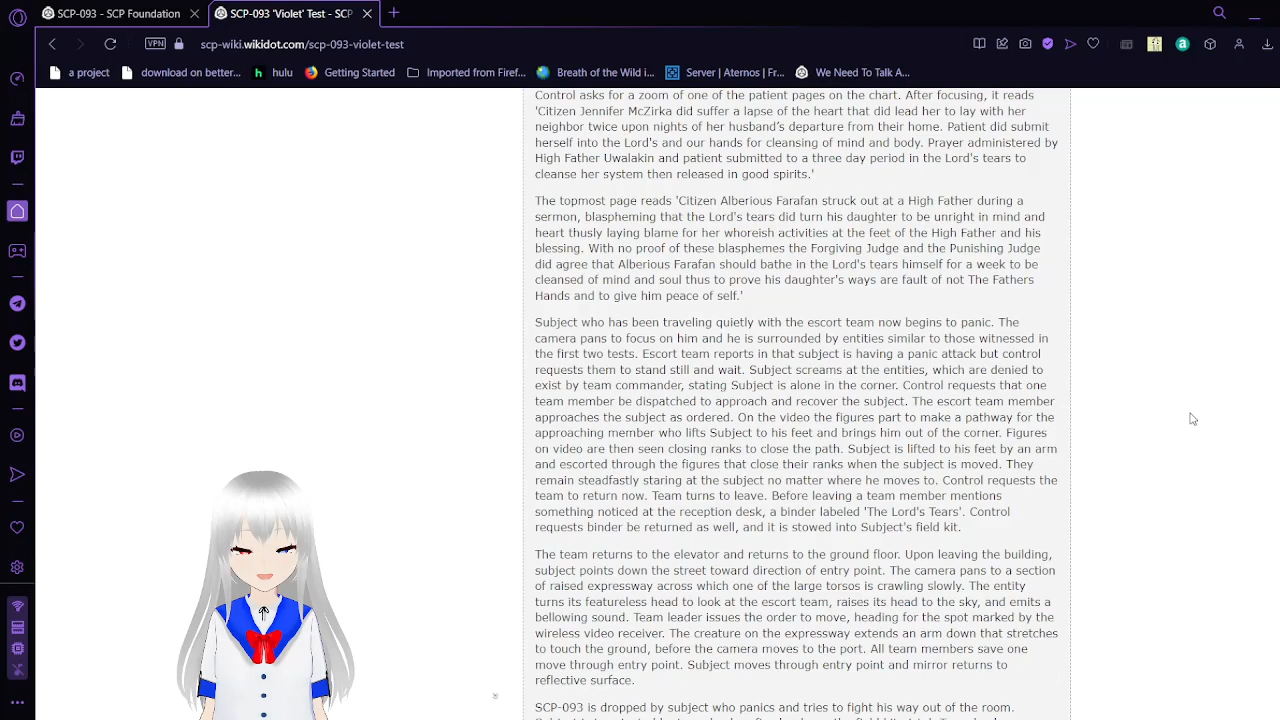 SCP-093 - SCP Foundation
SCP-093 'Violet' Test - SCP
VPN
scp-wiki.wikidot.com/scp-093-violet-test
a project
download on better...
hulu
Getting Started
Imported from Firef...
Breath of the Wild i...
Server | Aternos | Fr...
We Need To Talk A...
Control asks for a zoom of one of the patient pages on the chart. After focusing, it reads
'Citizen Jennifer McZirka did suffer a lapse of the heart that did lead her to lay with her
neighbor twice upon nights of her husband's departure from their home. Patient did submit
herself into the Lord's and our hands for cleansing of mind and body. Prayer administered by
High Father Uwalakin and patient submitted to a three day period in the Lord's tears to
cleanse her system then released in good spirits.'
The topmost page reads 'Citizen Alberious Farafan struck out at a High Father during a
sermon, blaspheming that the Lord's tears did turn his daughter to be unright in mind and
heart thusly laying blame for her whoreish activities at the feet of the High Father and his
blessing. With no proof of these blasphemes the Forgiving Judge and the Punishing Judge
did agree that Alberious Farafan should bathe in the Lord's tears himself for a week to be
cleansed of mind and soul thus to prove his daughter's ways are fault of not The Fathers
Hands and to give him peace of self.'
Subject who has been traveling quietly with the escort team now begins to panic. The
camera pans to focus on him and he is surrounded by entities similar to those witnessed in
the first two tests. Escort team reports in that subject is having a panic attack but control
requests them to stand still and wait. Subject screams at the entities, which are denied to
exist by team commander, stating Subject is alone in the corner. Control requests that one
team member be dispatched to approach and recover the subject. The escort team member
approaches the subject as ordered. On the video the figures part to make a pathway for the
approaching member who lifts Subject to his feet and brings him out of the corner. Figures
on video are then seen closing ranks to close the path. Subject is lifted to his feet by an arm
and escorted through the figures that close their ranks when the subject is moved. They
remain steadfastly staring at the subject no matter where he moves to. Control requests the
team to return now. Team turns to leave. Before leaving a team member mentions
something noticed at the reception desk, a binder labeled 'The Lord's Tears'. Control
requests binder be returned as well, and it is stowed into Subject's field kit.
The team returns to the elevator and returns to the ground floor. Upon leaving the building,
subject points down the street toward direction of entry point. The camera pans to a section
of raised expressway across which one of the large torsos is crawling slowly. The entity
turns its featureless head to look at the escort team, raises its head to the sky, and emits a
bellowing sound. Team leader issues the order to move, heading for the spot marked by the
wireless video receiver. The creature on the expressway extends an arm down that stretches
to touch the ground, before the camera moves to the port. All team members save one
move through entry point. Subject moves through entry point and mirror returns to
reflective surface.
SCP-093 is dropped by subject who panics and tries to fight his way out of the room.